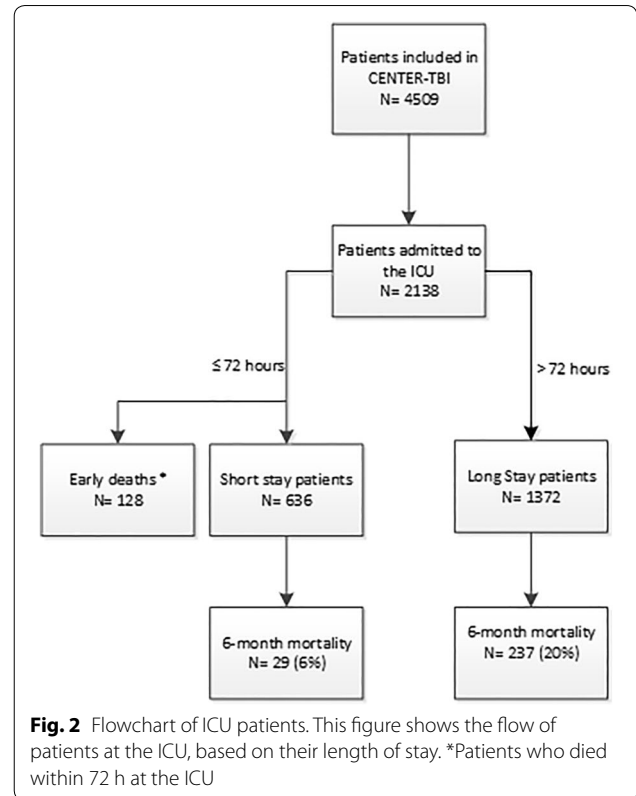 Patients included in
CENTER-TBI
N= 4509
Patients admitted to
the ICU
N= 2138
≤72 hours
>72 hours
Early deaths *
N= 128
Short stay patients
N= 636
Long Stay patients
N= 1372
6-month mortality
N= 29 (6%)
6-month mortality
N= 237 (20%)
Fig. 2 Flowchart of ICU patients. This figure shows the flow of
patients at the ICU, based on their length of stay. *Patients who died
within 72 h at the ICU